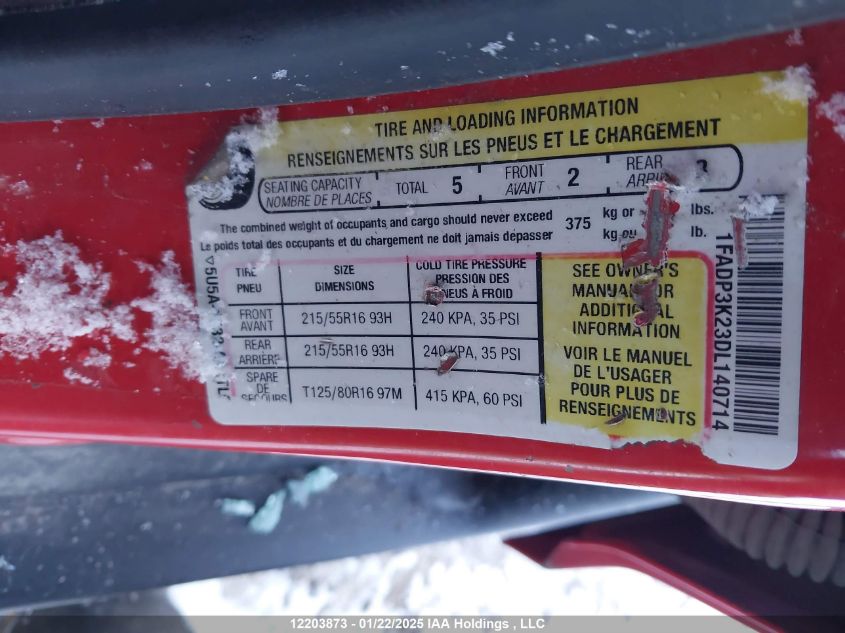 TIRE AND LOADING INFORMATION
RENSEIGNEMENTS SUR LES PNEUS ET LE CHARGEMENT
SEATING CAPACITY TOTAL 5 FRONT 2 REAR 3
NOMBRE DE PLACES AVANT
The combined weight of occupants and cargo should never exceed 375 kg or lbs.
Le poids total des occupants et du chargement ne doit jamais dépasser kg ou lb.
TIRE SIZE COLD TIRE PRESSURE
PNEU DIMENSIONS PRESSION DES
PNEUS À FROID
FRONT
AVANT 215/55R16 93H 240 KPA, 35 PSI
REAR
ARRIÈRE 215/55R16 93H 240 KPA, 35 PSI
SPARE
DE
SECOURS T125/80R16 97M 415 KPA, 60 PSI
SEE OWNER'S
MANUAL FOR
ADDITIONAL
INFORMATION
VOIR LE MANUEL
DE L'USAGER
POUR PLUS DE
RENSEIGNEMENTS
1FADP3K23DL140714
12203873 - 01/22/2025 IAA Holdings, LLC